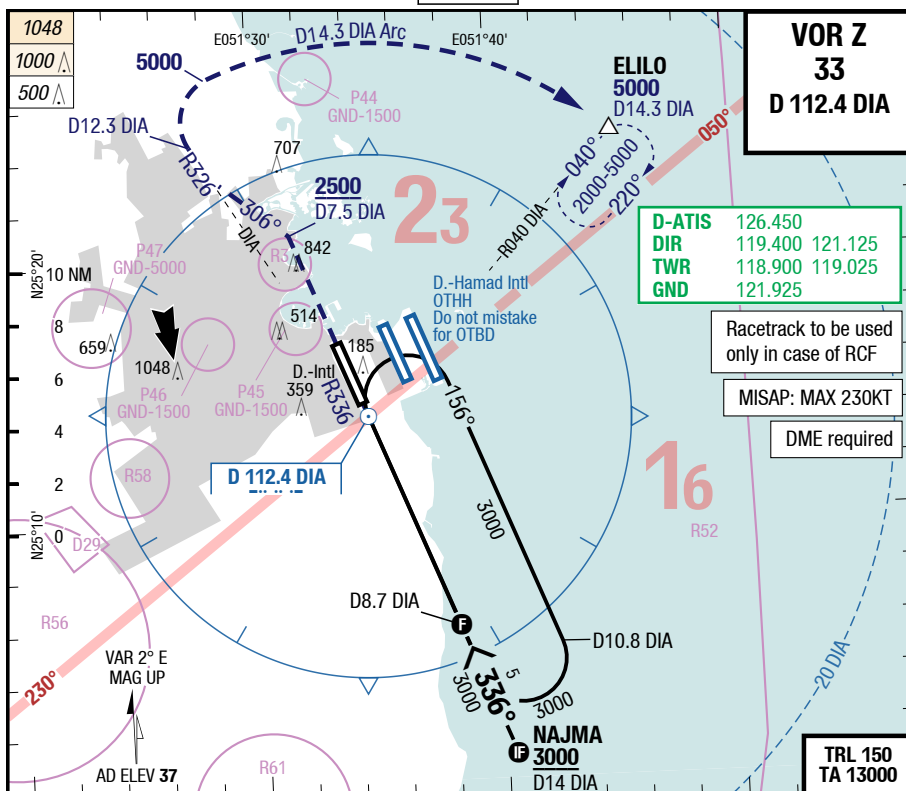 1048
1000
500
E051°30'
D14.3 DIA Arc
E051°40'
VOR Z
33
D 112.4 DIA
5000
ELILO
5000
D14.3 DIA
P44
GND-1500
D12.3 DIA
050°
707
R326
040°
2000-5000
220°
306°
DIA
2500
D7.5 DIA
23
R040 DIA
D-ATIS 126.450
DIR 119.400 121.125
TWR 118.900 119.025
GND 121.925
P47
GND-5000
R3
842
N25°20'
10 NM
D.-Hamad Intl
OTHH
Do not mistake
for OTBD
8
514
659
1048
185
Racetrack to be used
only in case of RCF
6
P46
GND-1500
P45
GND-1500
D.-Intl
359
R336
156°
MISAP: MAX 230KT
4
DME required
R58
D 112.4 DIA
2
16
3000
R52
N25°10'
0
D29
D8.7 DIA
F
R56
D10.8 DIA
VAR 2° E
MAG UP
230°
20 DIA
5
336°
3000
3000
NAJMA
3000
D14 DIA
IF
AD ELEV 37
R61
TRL 150
TA 13000